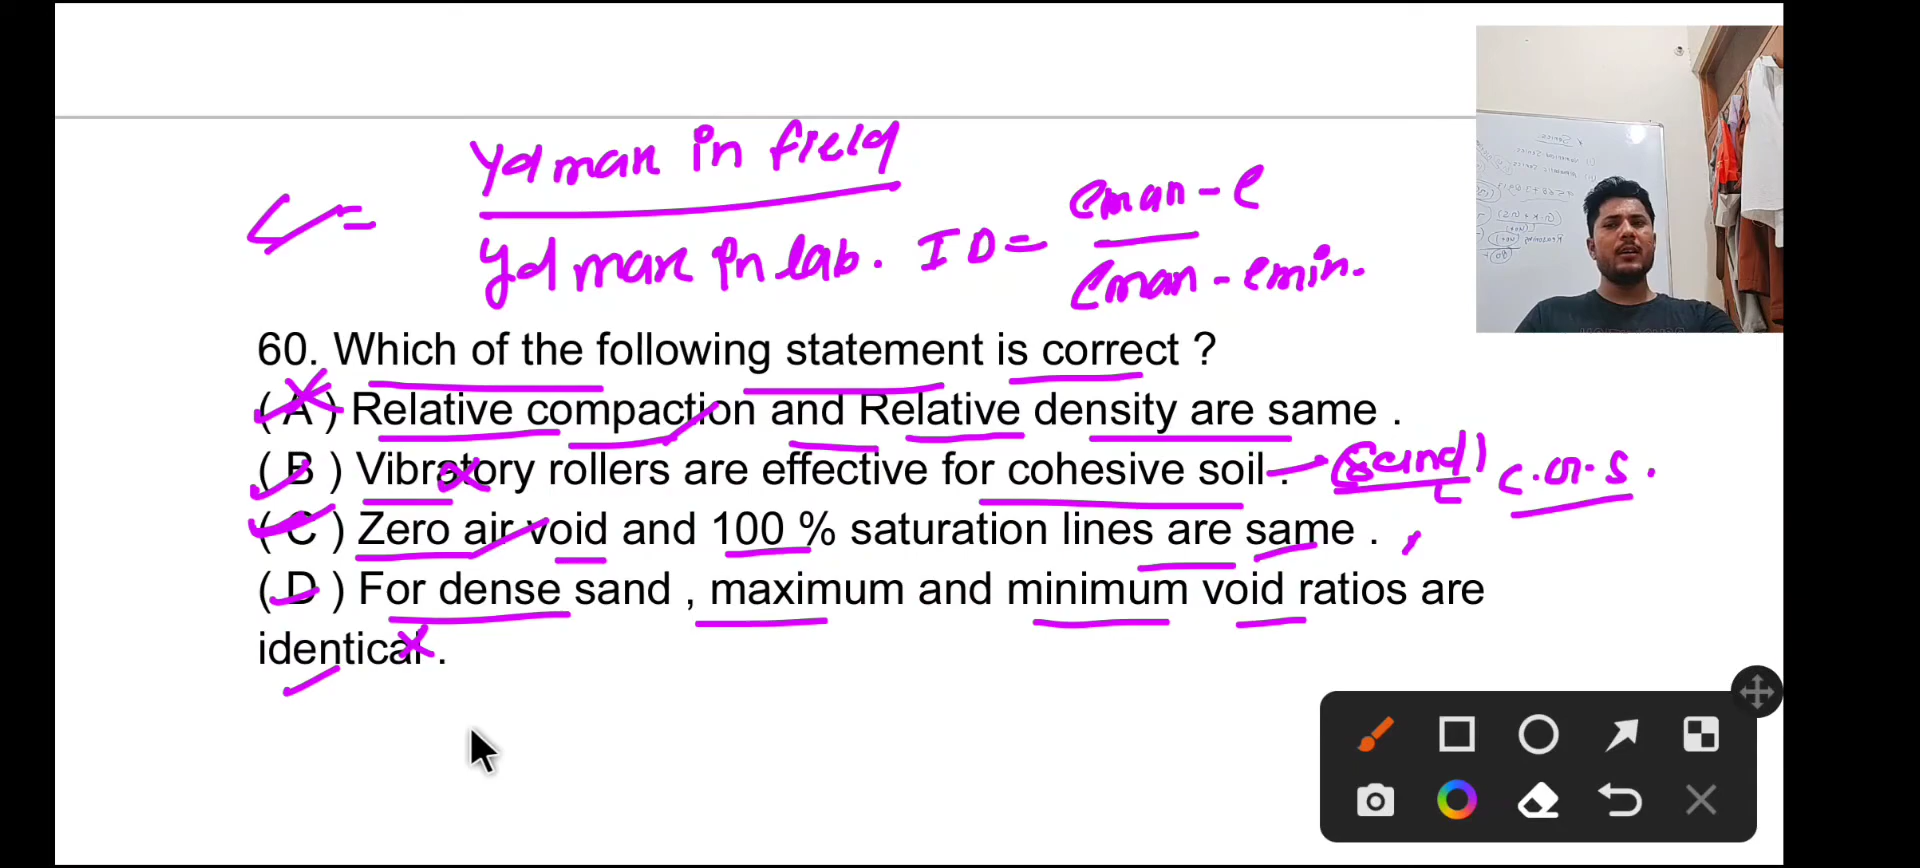 γd max in field
= γd max in lab.
ID = emax - e
emax - emin.
60. Which of the following statement is correct ?
( A ) Relative compaction and Relative density are same .
( B ) Vibratory rollers are effective for cohesive soil . (Sand) C.or.S.
( C ) Zero air void and 100 % saturation lines are same .
( D ) For dense sand , maximum and minimum void ratios are
identical .